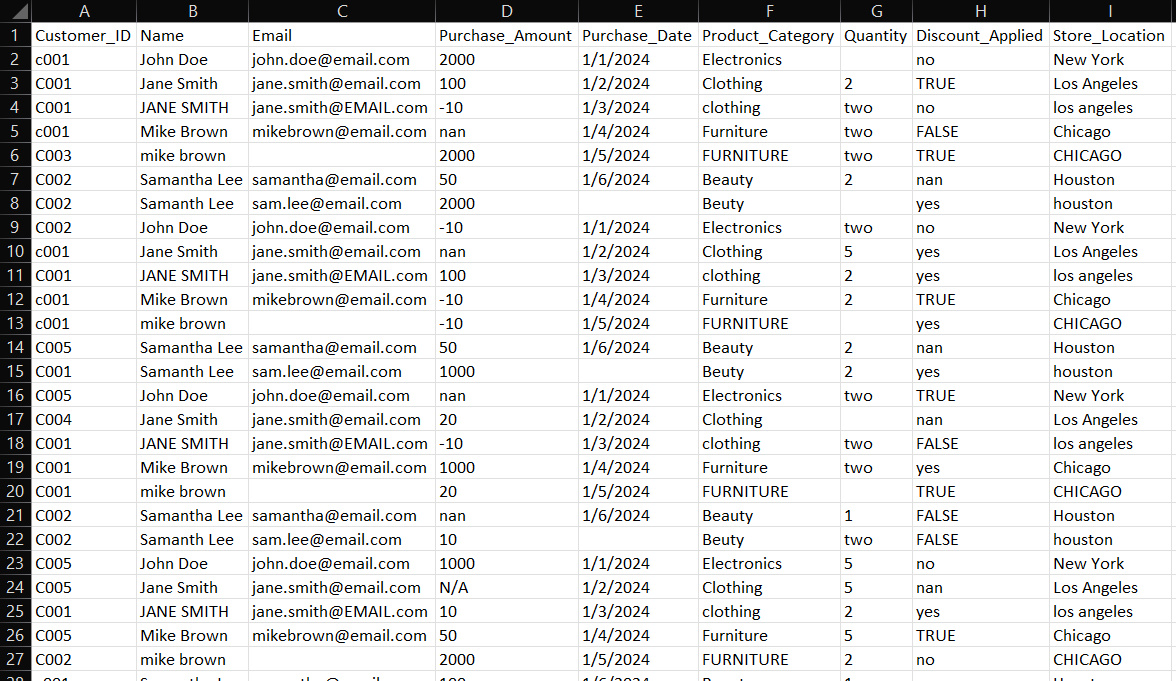 A B C D E F G H I
1 Customer_ID Name Email Purchase_Amount Purchase_Date Product_Category Quantity Discount_Applied Store_Location
2 c001 John Doe john.doe@email.com 2000 1/1/2024 Electronics no New York
3 C001 Jane Smith jane.smith@email.com 100 1/2/2024 Clothing 2 TRUE Los Angeles
4 C001 JANE SMITH jane.smith@EMAIL.com -10 1/3/2024 clothing two no los angeles
5 c001 Mike Brown mikebrown@email.com nan 1/4/2024 Furniture two FALSE Chicago
6 C003 mike brown 2000 1/5/2024 FURNITURE two TRUE CHICAGO
7 C002 Samantha Lee samantha@email.com 50 1/6/2024 Beauty 2 nan Houston
8 C002 Samanth Lee sam.lee@email.com 2000 Beuty yes houston
9 C002 John Doe john.doe@email.com -10 1/1/2024 Electronics two no New York
10 c001 Jane Smith jane.smith@email.com nan 1/2/2024 Clothing 5 yes Los Angeles
11 C001 JANE SMITH jane.smith@EMAIL.com 100 1/3/2024 clothing 2 yes los angeles
12 c001 Mike Brown mikebrown@email.com -10 1/4/2024 Furniture 2 TRUE Chicago
13 c001 mike brown -10 1/5/2024 FURNITURE yes CHICAGO
14 C005 Samantha Lee samantha@email.com 50 1/6/2024 Beauty 2 nan Houston
15 C001 Samanth Lee sam.lee@email.com 1000 Beuty 2 yes houston
16 C005 John Doe john.doe@email.com nan 1/1/2024 Electronics two TRUE New York
17 C004 Jane Smith jane.smith@email.com 20 1/2/2024 Clothing nan Los Angeles
18 C001 JANE SMITH jane.smith@EMAIL.com -10 1/3/2024 clothing two FALSE los angeles
19 C001 Mike Brown mikebrown@email.com 1000 1/4/2024 Furniture two yes Chicago
20 C001 mike brown 20 1/5/2024 FURNITURE TRUE CHICAGO
21 C002 Samantha Lee samantha@email.com nan 1/6/2024 Beauty 1 FALSE Houston
22 C002 Samanth Lee sam.lee@email.com 10 Beuty two FALSE houston
23 C005 John Doe john.doe@email.com 1000 1/1/2024 Electronics 5 no New York
24 C005 Jane Smith jane.smith@email.com N/A 1/2/2024 Clothing 5 nan Los Angeles
25 C001 JANE SMITH jane.smith@EMAIL.com 10 1/3/2024 clothing 2 yes los angeles
26 C005 Mike Brown mikebrown@email.com 50 1/4/2024 Furniture 5 TRUE Chicago
27 C002 mike brown 2000 1/5/2024 FURNITURE 2 no CHICAGO